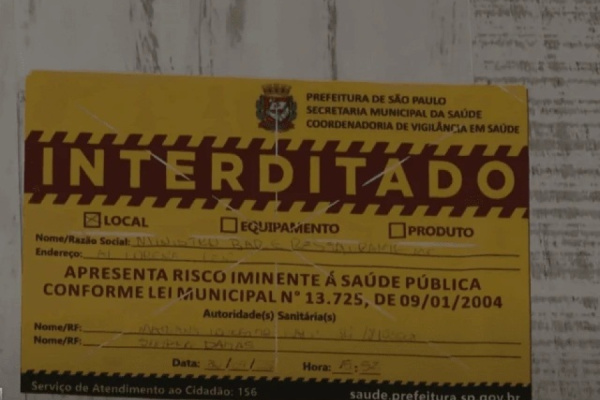 PREFEITURA DE SÃO PAULO
SECRETARIA MUNICIPAL DA SAÚDE
COORDENADORIA DE VIGILÂNCIA EM SAÚDE
INTERDITADO
LOCAL EQUIPAMENTO PRODUTO
Nome/Razão Social: BAR E
Endereço:
APRESENTA RISCO IMINENTE À SAÚDE PÚBLICA
CONFORME LEI MUNICIPAL N° 13.725, DE 09/01/2004
Autoridade(s) Sanitária(s)
Nome/RF:
Nome/RF:
Data: Hora:
Serviço de Atendimento ao Cidadão: 156 saude.prefeitura.sp.gov.br